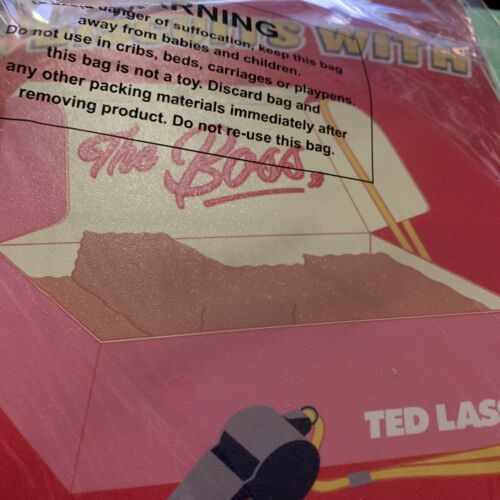 WARNING
danger of suffocation, keep this bag
away from babies and children.
Do not use in cribs, beds, carriages or playpens.
this bag is not a toy. Discard bag and
any other packing materials immediately after
removing product. Do not re-use this bag.
WITH
The Boss,
TED LASS